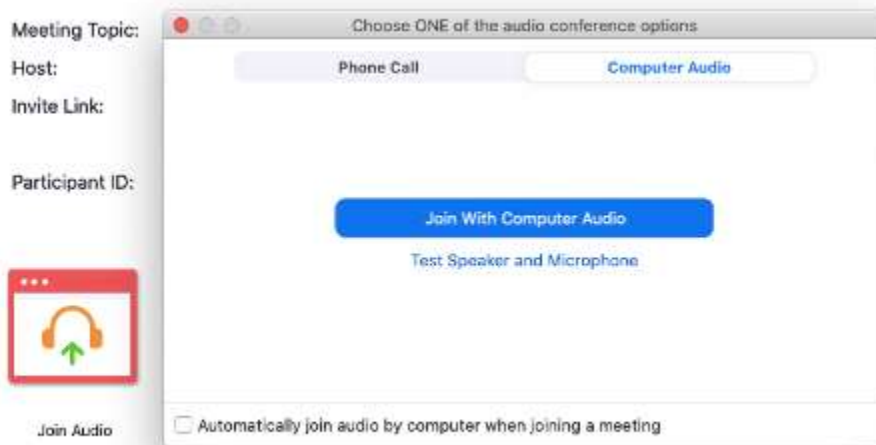 Choose ONE of the audio conference options
Meeting Topic:
Phone Call
Computer Audio
Host:
Invite Link:
Participant ID:
Join With Computer Audio
Test Speaker and Microphone
Automatically join audio by computer when joining a meeting
Join Audio